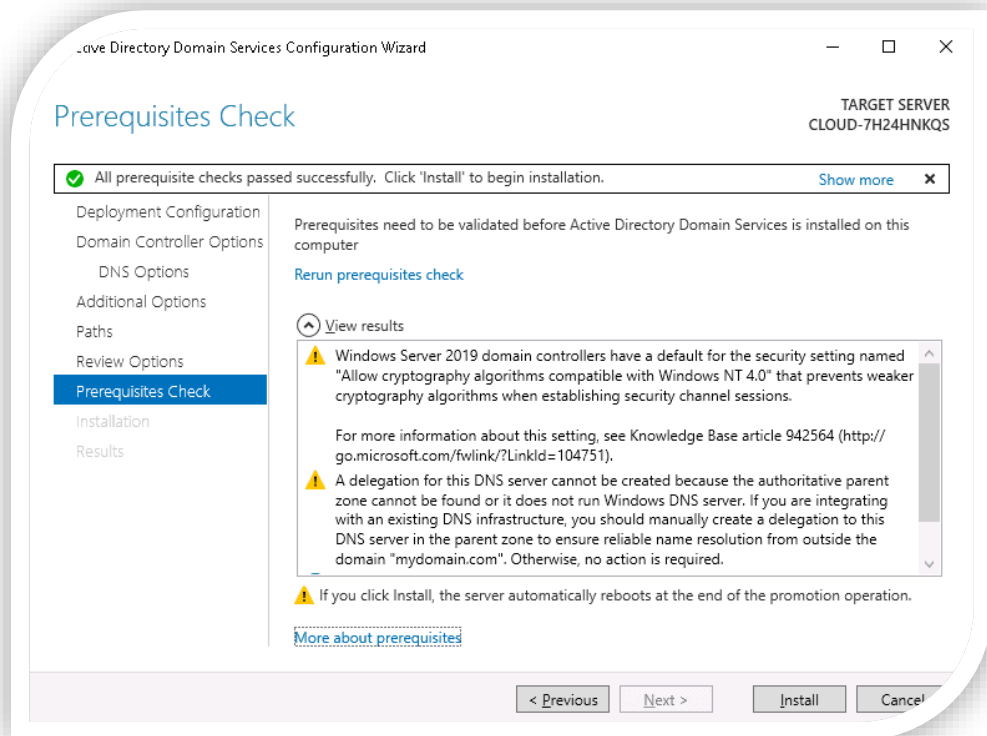 ctive Directory Domain Services Configuration Wizard
Prerequisites Check
TARGET SERVER
CLOUD-7H24HNKQS
All prerequisite checks passed successfully. Click 'Install' to begin installation.
Show more
Deployment Configuration
Domain Controller Options
DNS Options
Additional Options
Paths
Review Options
Prerequisites Check
Installation
Results
Prerequisites need to be validated before Active Directory Domain Services is installed on this
computer
Rerun prerequisites check
View results
Windows Server 2019 domain controllers have a default for the security setting named
"Allow cryptography algorithms compatible with Windows NT 4.0" that prevents weaker
cryptography algorithms when establishing security channel sessions.
For more information about this setting, see Knowledge Base article 942564 (http://
go.microsoft.com/fwlink/?LinkId=104751).
A delegation for this DNS server cannot be created because the authoritative parent
zone cannot be found or it does not run Windows DNS server. If you are integrating
with an existing DNS infrastructure, you should manually create a delegation to this
DNS server in the parent zone to ensure reliable name resolution from outside the
domain "mydomain.com". Otherwise, no action is required.
If you click Install, the server automatically reboots at the end of the promotion operation.
More about prerequisites
< Previous
Next >
Install
Cancel